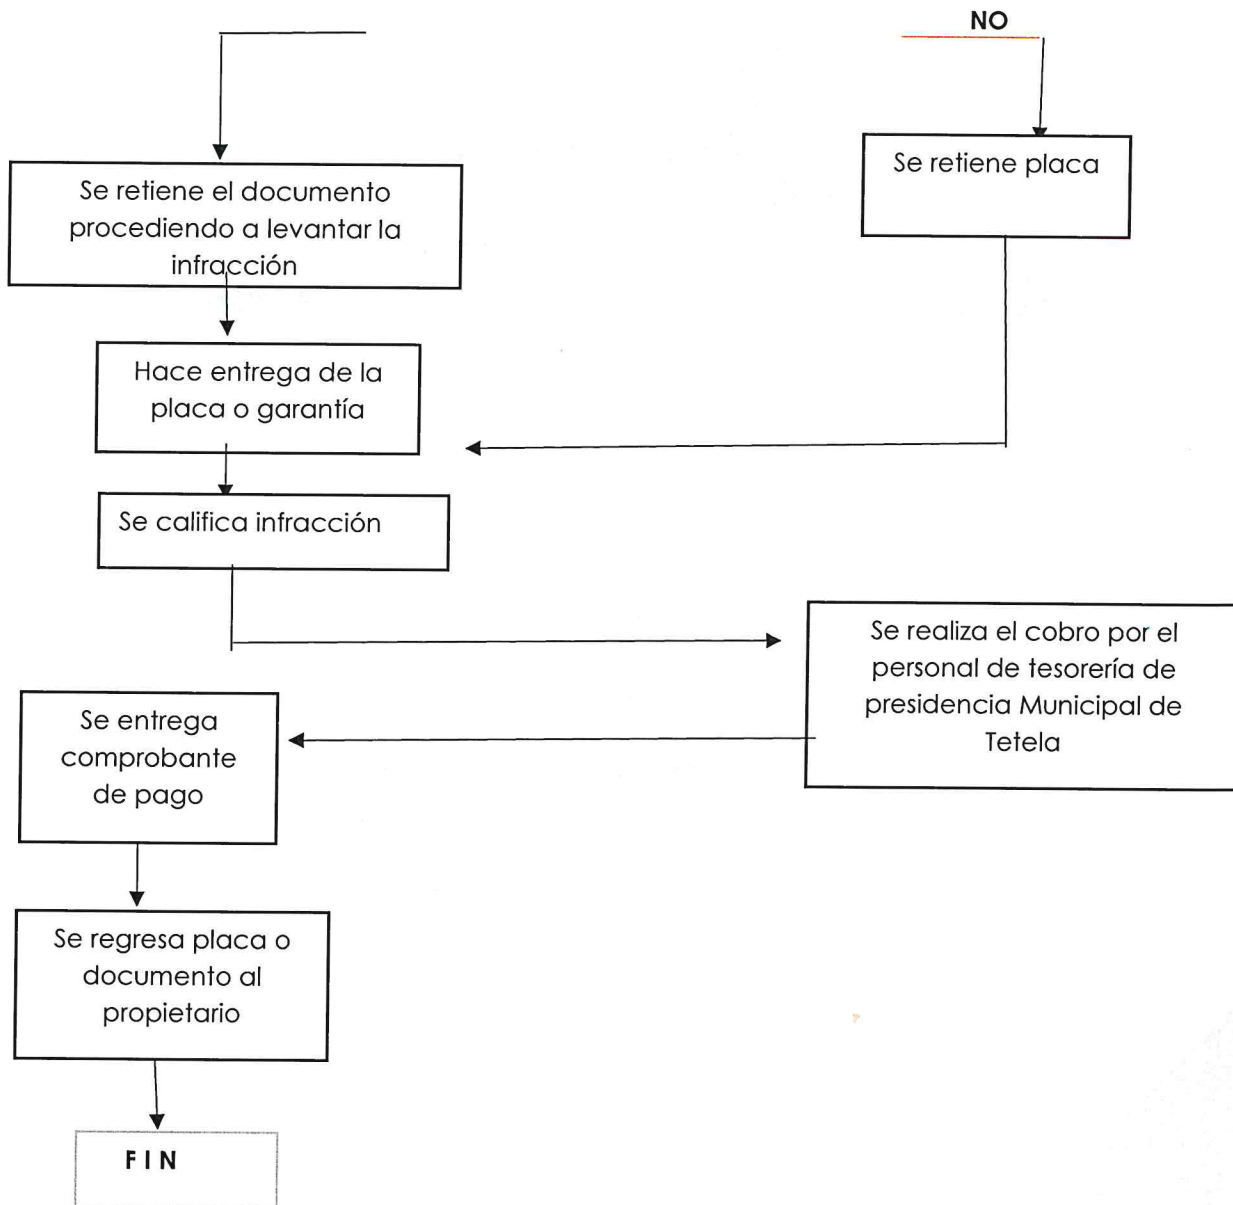 NO
Se retiene el documento
procediendo a levantar la
infracción
Se retiene placa
Hace entrega de la
placa o garantía
Se califica infracción
Se realiza el cobro por el
personal de tesorería de
presidencia Municipal de
Tetela
Se entrega
comprobante
de pago
Se regresa placa o
documento al
propietario
FIN